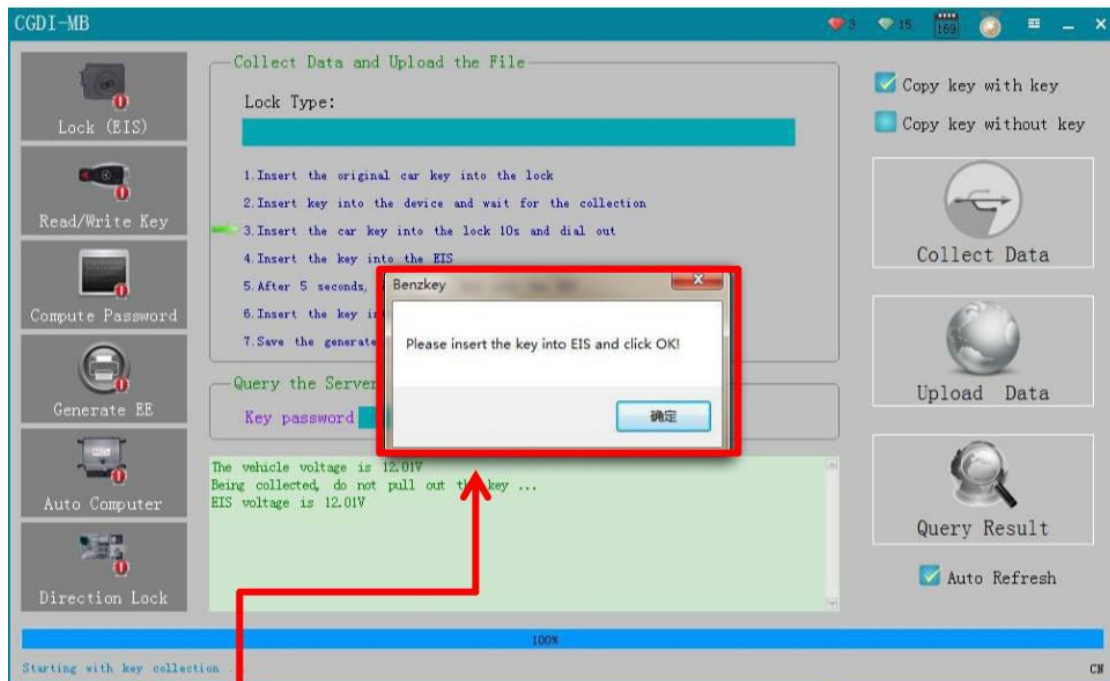 CGDI-MB
3
15
169
Lock (EIS)
Read/Write Key
Compute Password
Generate EE
Auto Computer
Direction Lock
Collect Data and Upload the File
Lock Type:
1.Insert the original car key into the lock
2.Insert key into the device and wait for the collection
3.Insert the car key into the lock 10s and dial out
4.Insert the key into the EIS
5.After 5 seconds,
6.Insert the key
7.Save the
Benzkey
Please insert the key into EIS and click OK!
确定
Query the Server
Key password
The vehicle voltage is 12.01V
Being collected, do not pull out the key ...
EIS voltage is 12.01V
Copy key with key
Copy key without key
Collect Data
Upload Data
Query Result
Auto Refresh
100%
Starting with key collection
CN